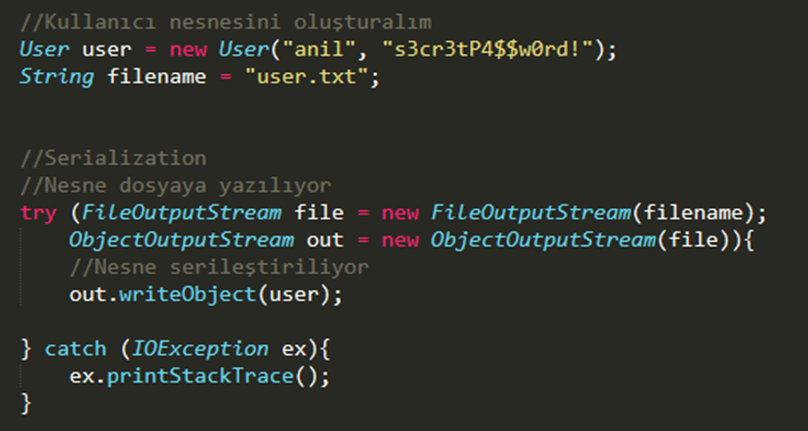 //Kullanıcı nesnesini oluşturalım
User user = new User("anil", "s3cr3tP4$$w0rd!");
String filename = "user.txt";
//Serialization
//Nesne dosyaya yazılıyor
try (FileOutputStream file = new FileOutputStream(filename);
ObjectOutputStream out = new ObjectOutputStream(file)){
//Nesne serileştiriliyor
out.writeObject(user);
} catch (IOException ex){
ex.printStackTrace();
}